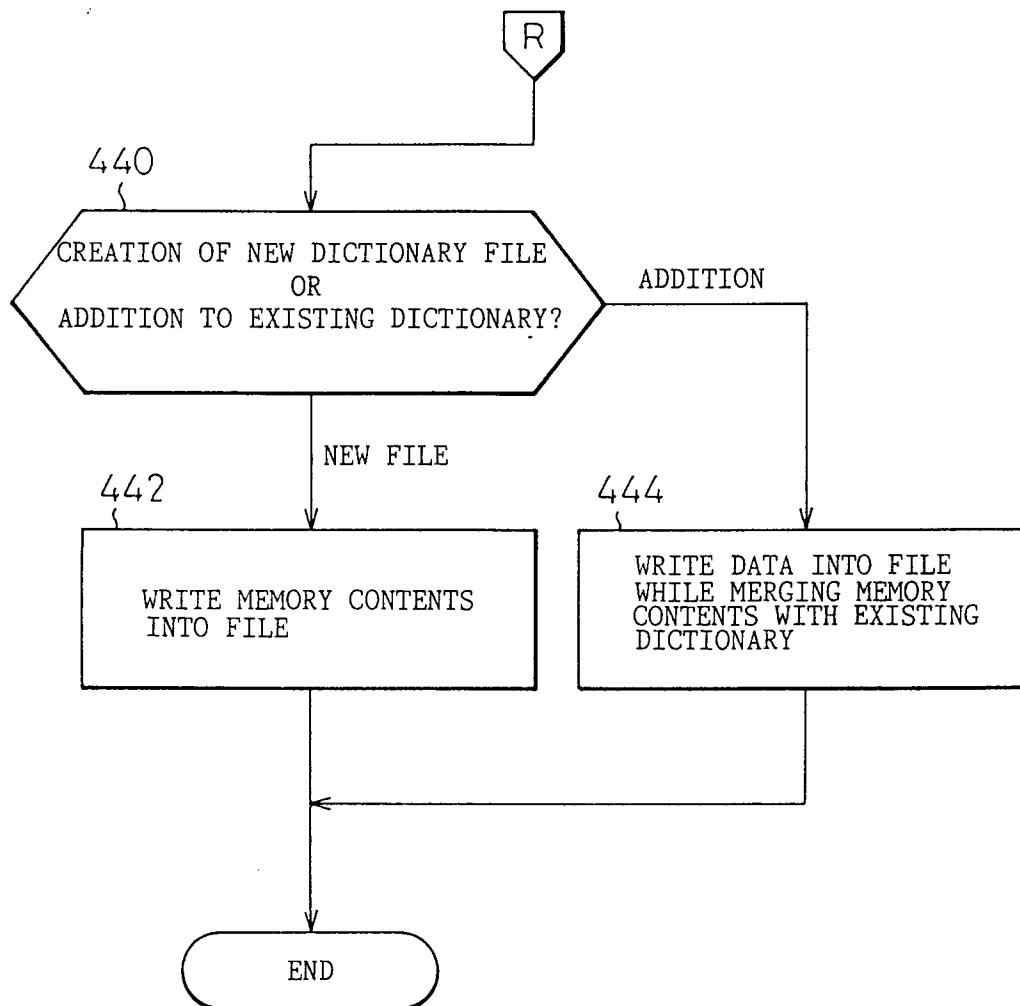 R
440
CREATION OF NEW DICTIONARY FILE
OR
ADDITION TO EXISTING DICTIONARY?
ADDITION
NEW FILE
442
WRITE MEMORY CONTENTS
INTO FILE
444
WRITE DATA INTO FILE
WHILE MERGING MEMORY
CONTENTS WITH EXISTING
DICTIONARY
END